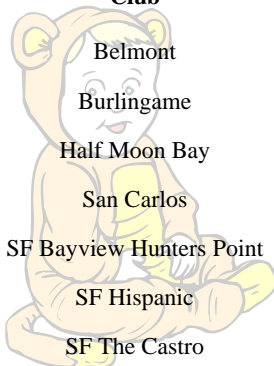 Club
Belmont
Burlingame
Half Moon Bay
San Carlos
SF Bayview Hunters Point
SF Hispanic
SF The Castro